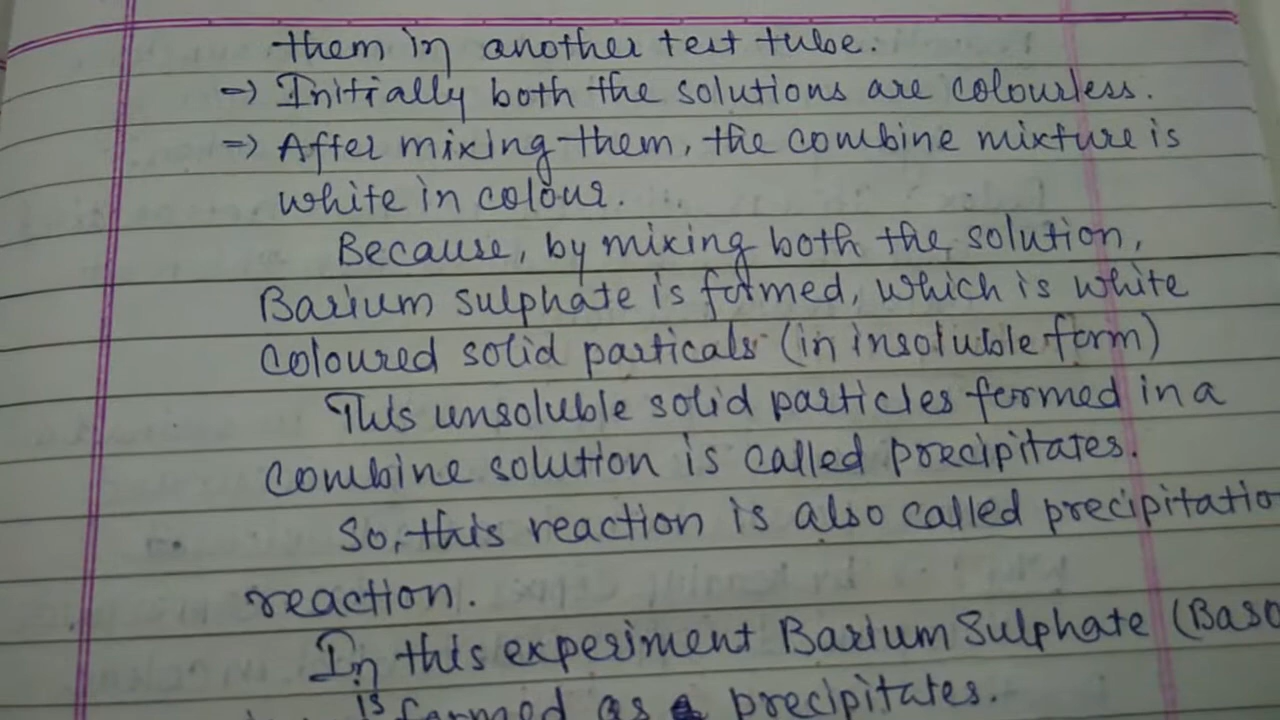 them in another test tube.
=> Initially both the solutions are colourless.
=> After mixing them, the combine mixture is
white in colour.
Because, by mixing both the solution,
Barium sulphate is formed, which is white
coloured solid particals (in insoluble form)
This unsoluble solid particles formed in a
combine solution is called precipitates.
So, this reaction is also called precipitatio
reaction.
In this experiment Barium Sulphate (BaSO
is formed as a precipitates.